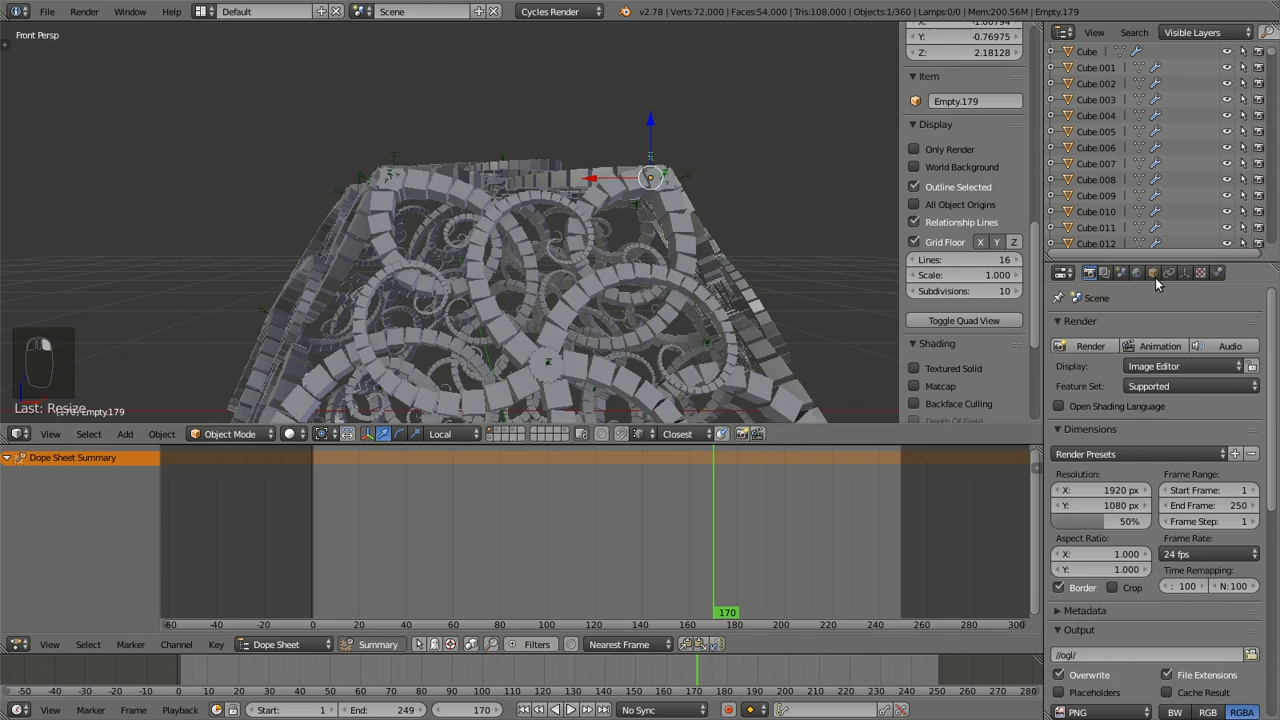 File Render Window Help Default Scene Cycles Render v2.78 | Verts:72,000 | Faces:54,000 | Tris:108,000 | Objects:1/360 | Lamps:0/0 | Mem:200.56M | Empty.179
Front Persp
Y: -0.76975
Z: 2.18128
Item
Empty.179
Display
Only Render
World Background
Outline Selected
All Object Origins
Relationship Lines
Grid Floor X Y Z
Lines: 16
Scale: 1.000
Subdivisions: 10
Toggle Quad View
Shading
Textured Solid
Matcap
Backface Culling
Last: Resize
Empty.179
View Select Add Object Object Mode Local Closest
Dope Sheet Summary
170
-60 -40 -20 0 20 40 60 80 100 120 140 160 180 200 220 240 260 280 300
View Select Marker Channel Key Dope Sheet Summary Filters Nearest Frame
-50 -40 -30 -20 -10 0 10 20 30 40 50 60 70 80 90 100 110 120 130 140 150 160 170 180 190 200 210 220 230 240 250 260 270 280
View Marker Frame Playback Start: 1 End: 249 170 No Sync
View Search Visible Layers
Cube
Cube.001
Cube.002
Cube.003
Cube.004
Cube.005
Cube.006
Cube.007
Cube.008
Cube.009
Cube.010
Cube.011
Cube.012
Scene
Render
Render Animation Audio
Display: Image Editor
Feature Set: Supported
Open Shading Language
Dimensions
Render Presets
Resolution: Frame Range:
X: 1920 px Start Frame: 1
Y: 1080 px End Frame: 250
50% Frame Step: 1
Aspect Ratio: Frame Rate:
X: 1.000 24 fps
Y: 1.000 Time Remapping:
Border Crop : 100 N:100
Metadata
Output
//ogl/
Overwrite File Extensions
Placeholders Cache Result
PNG BW RGB RGBA